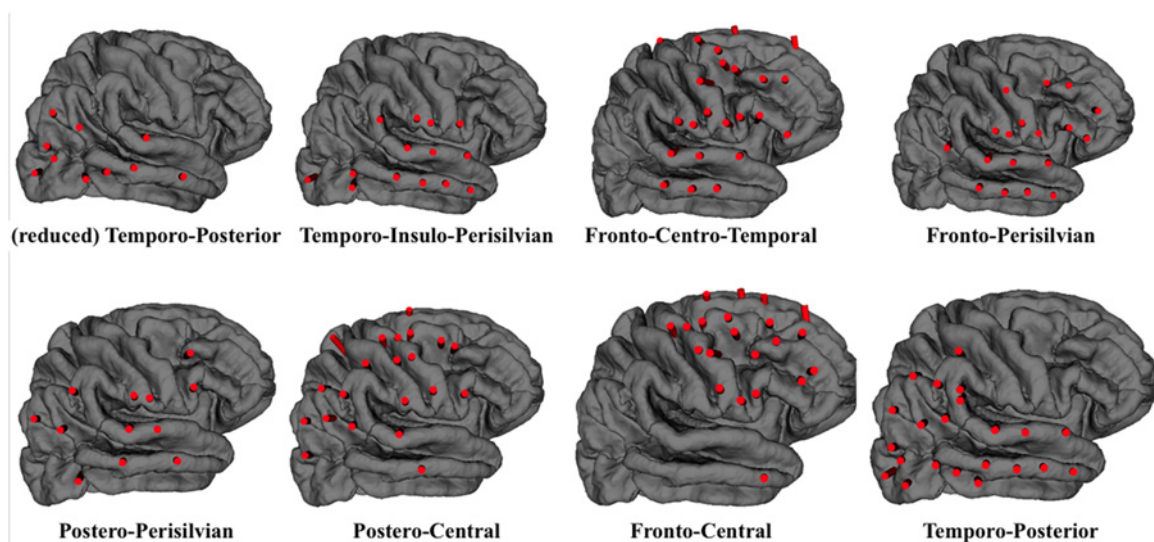 (reduced) Temporo-Posterior
Temporo-Insulo-Perisilvian
Fronto-Centro-Temporal
Fronto-Perisilvian
Postero-Perisilvian
Postero-Central
Fronto-Central
Temporo-Posterior